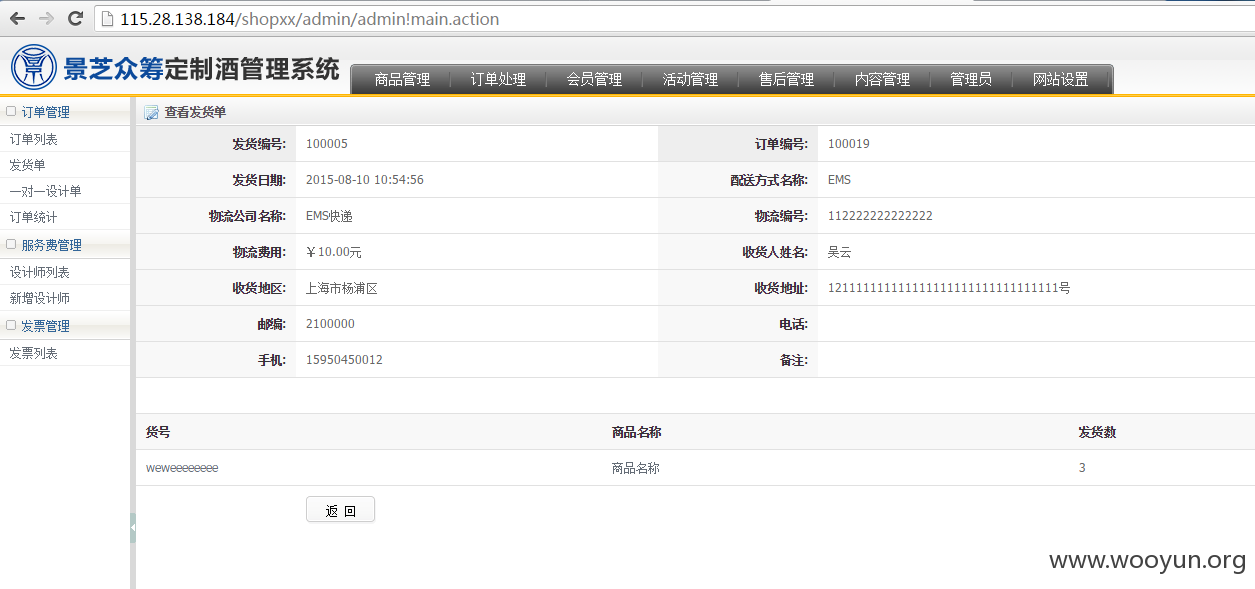 115.28.138.184/shopxx/admin/admin!main.action
景芝众筹定制酒管理系统
商品管理 订单处理 会员管理 活动管理 售后管理 内容管理 管理员 网站设置
订单管理
订单列表
发货单
一对一设计单
订单统计
服务费管理
设计师列表
新增设计师
发票管理
发票列表
查看发货单
发货编号: 100005 订单编号: 100019
发货日期: 2015-08-10 10:54:56 配送方式名称: EMS
物流公司名称: EMS快递 物流编号: 112222222222222
物流费用: ￥10.00元 收货人姓名: 吴云
收货地区: 上海市杨浦区 收货地址: 1211111111111111111111111111111111号
邮编: 2100000 电话:
手机: 15950450012 备注:
货号 商品名称 发货数
weweeeeeeee 商品名称 3
返 回
www.wooyun.org